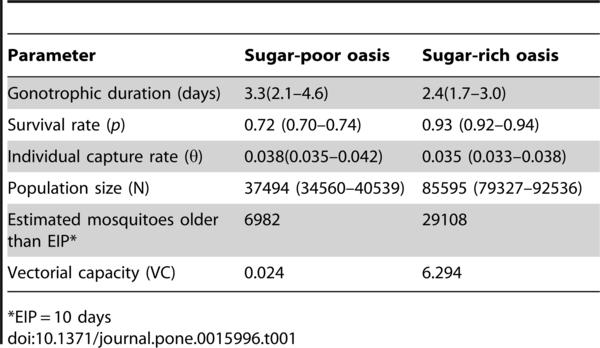 Parameter Sugar-poor oasis Sugar-rich oasis
Gonotrophic duration (days) 3.3(2.1–4.6) 2.4(1.7–3.0)
Survival rate (p) 0.72 (0.70–0.74) 0.93 (0.92–0.94)
Individual capture rate (θ) 0.038(0.035–0.042) 0.035 (0.033–0.038)
Population size (N) 37494 (34560–40539) 85595 (79327–92536)
Estimated mosquitoes older 6982 29108
than EIP*
Vectorial capacity (VC) 0.024 6.294
*EIP = 10 days
doi:10.1371/journal.pone.0015996.t001